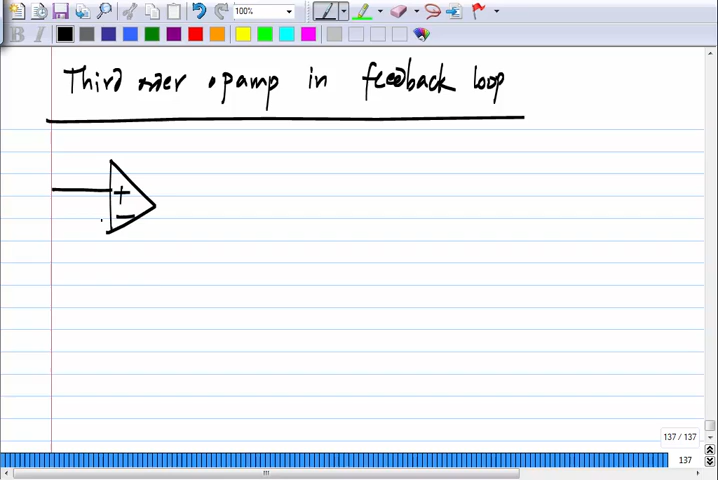 100%
B I
Third order opamp in feedback loop
+
−
137 / 137
137